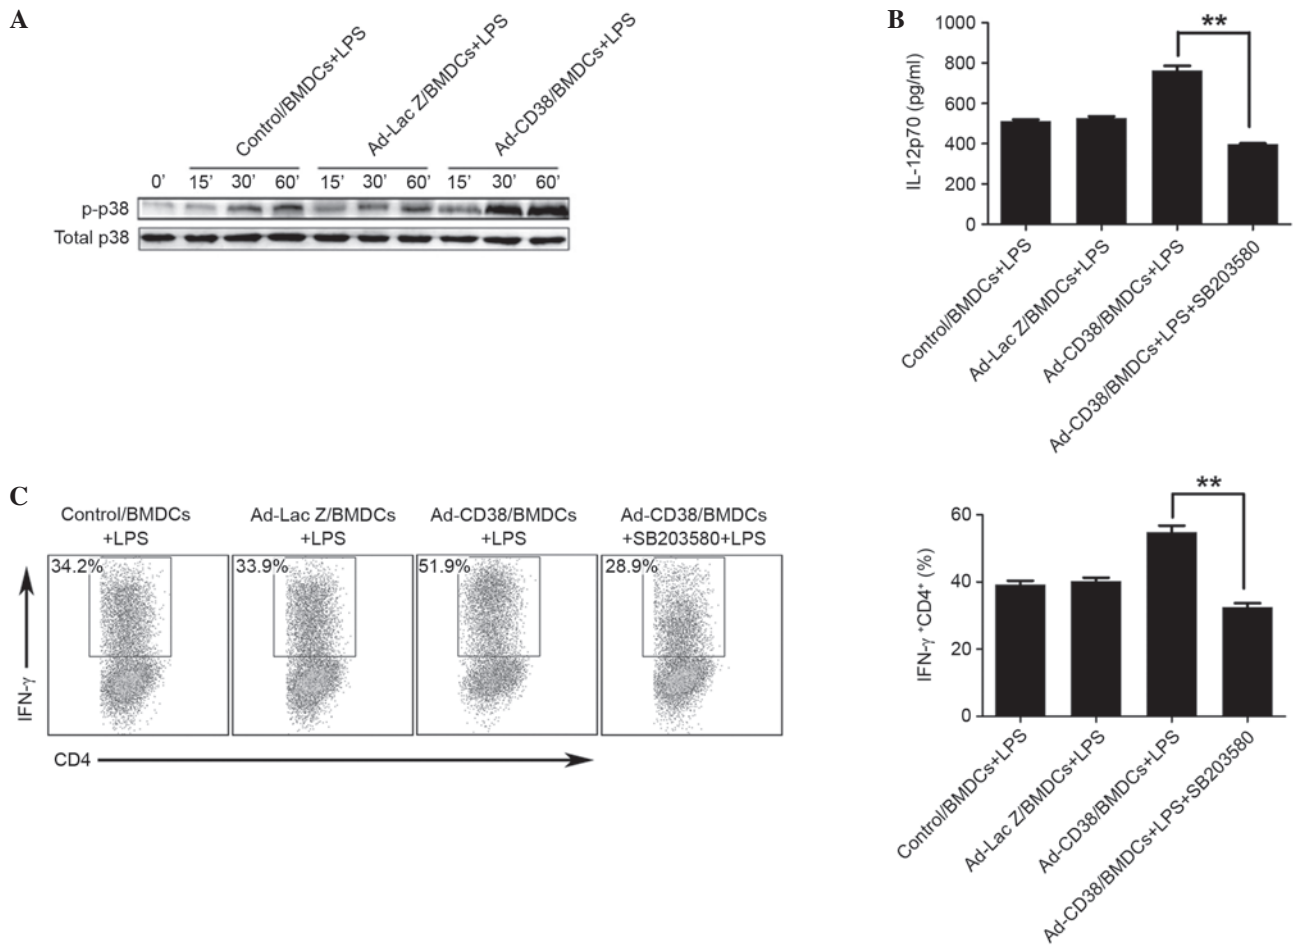 A
Control/BMDCs+LPS
Ad-Lac Z/BMDCs+LPS
Ad-CD38/BMDCs+LPS
0’ 15’ 30’ 60’ 15’ 30’ 60’ 15’ 30’ 60’
p-p38
Total p38
B
**
1000
800
600
400
200
0
IL-12p70 (pg/ml)
Control/BMDCs+LPS
Ad-Lac Z/BMDCs+LPS
Ad-CD38/BMDCs+LPS
Ad-CD38/BMDCs+LPS+SB203580
C
Control/BMDCs
+LPS
Ad-Lac Z/BMDCs
+LPS
Ad-CD38/BMDCs
+LPS
Ad-CD38/BMDCs
+SB203580+LPS
34.2%
33.9%
51.9%
28.9%
IFN-γ
CD4
**
60
40
20
0
IFN-γ ⁺CD4⁺ (%)
Control/BMDCs+LPS
Ad-Lac Z/BMDCs+LPS
Ad-CD38/BMDCs+LPS
Ad-CD38/BMDCs+LPS+SB203580